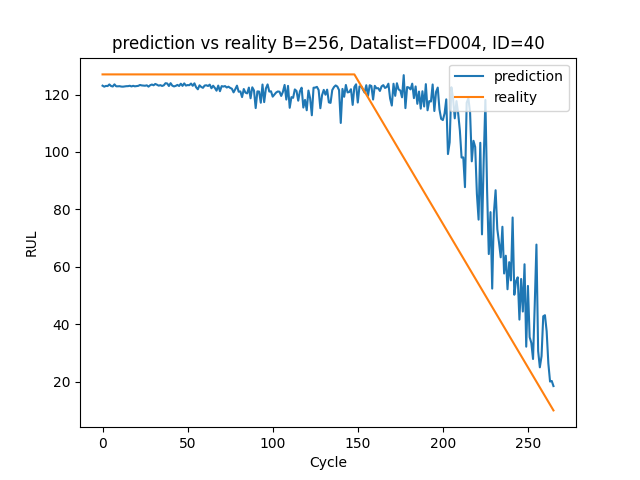 prediction vs reality B=256, Datalist=FD004, ID=40
prediction
reality
RUL
120
100
80
60
40
20
0 50 100 150 200 250
Cycle